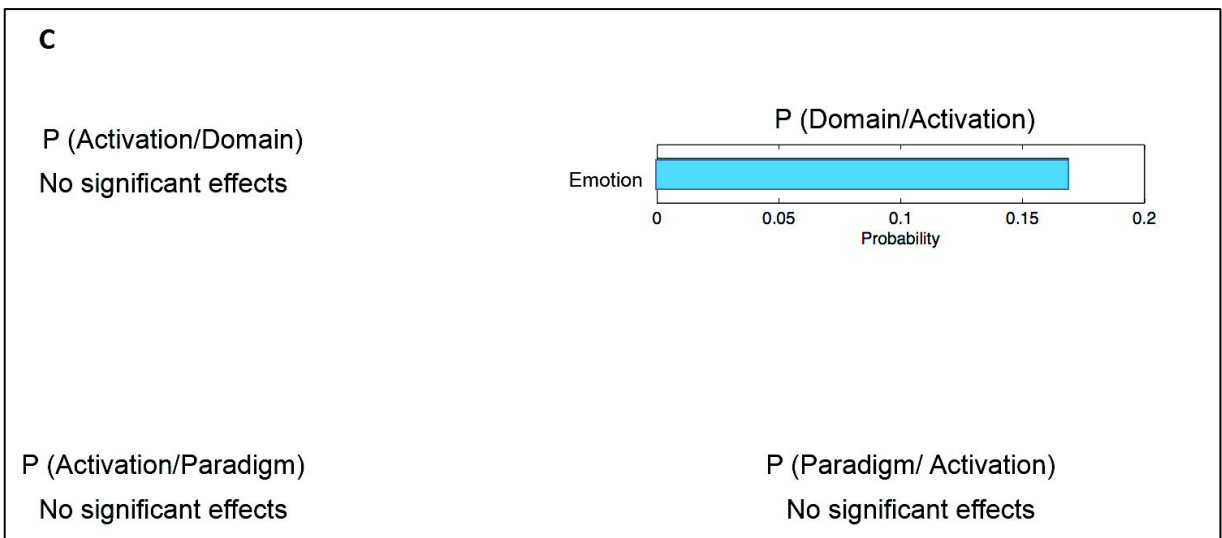 C
P (Activation/Domain)
No significant effects
P (Domain/Activation)
Emotion
0 0.05 0.1 0.15 0.2
Probability
P (Activation/Paradigm)
No significant effects
P (Paradigm/ Activation)
No significant effects